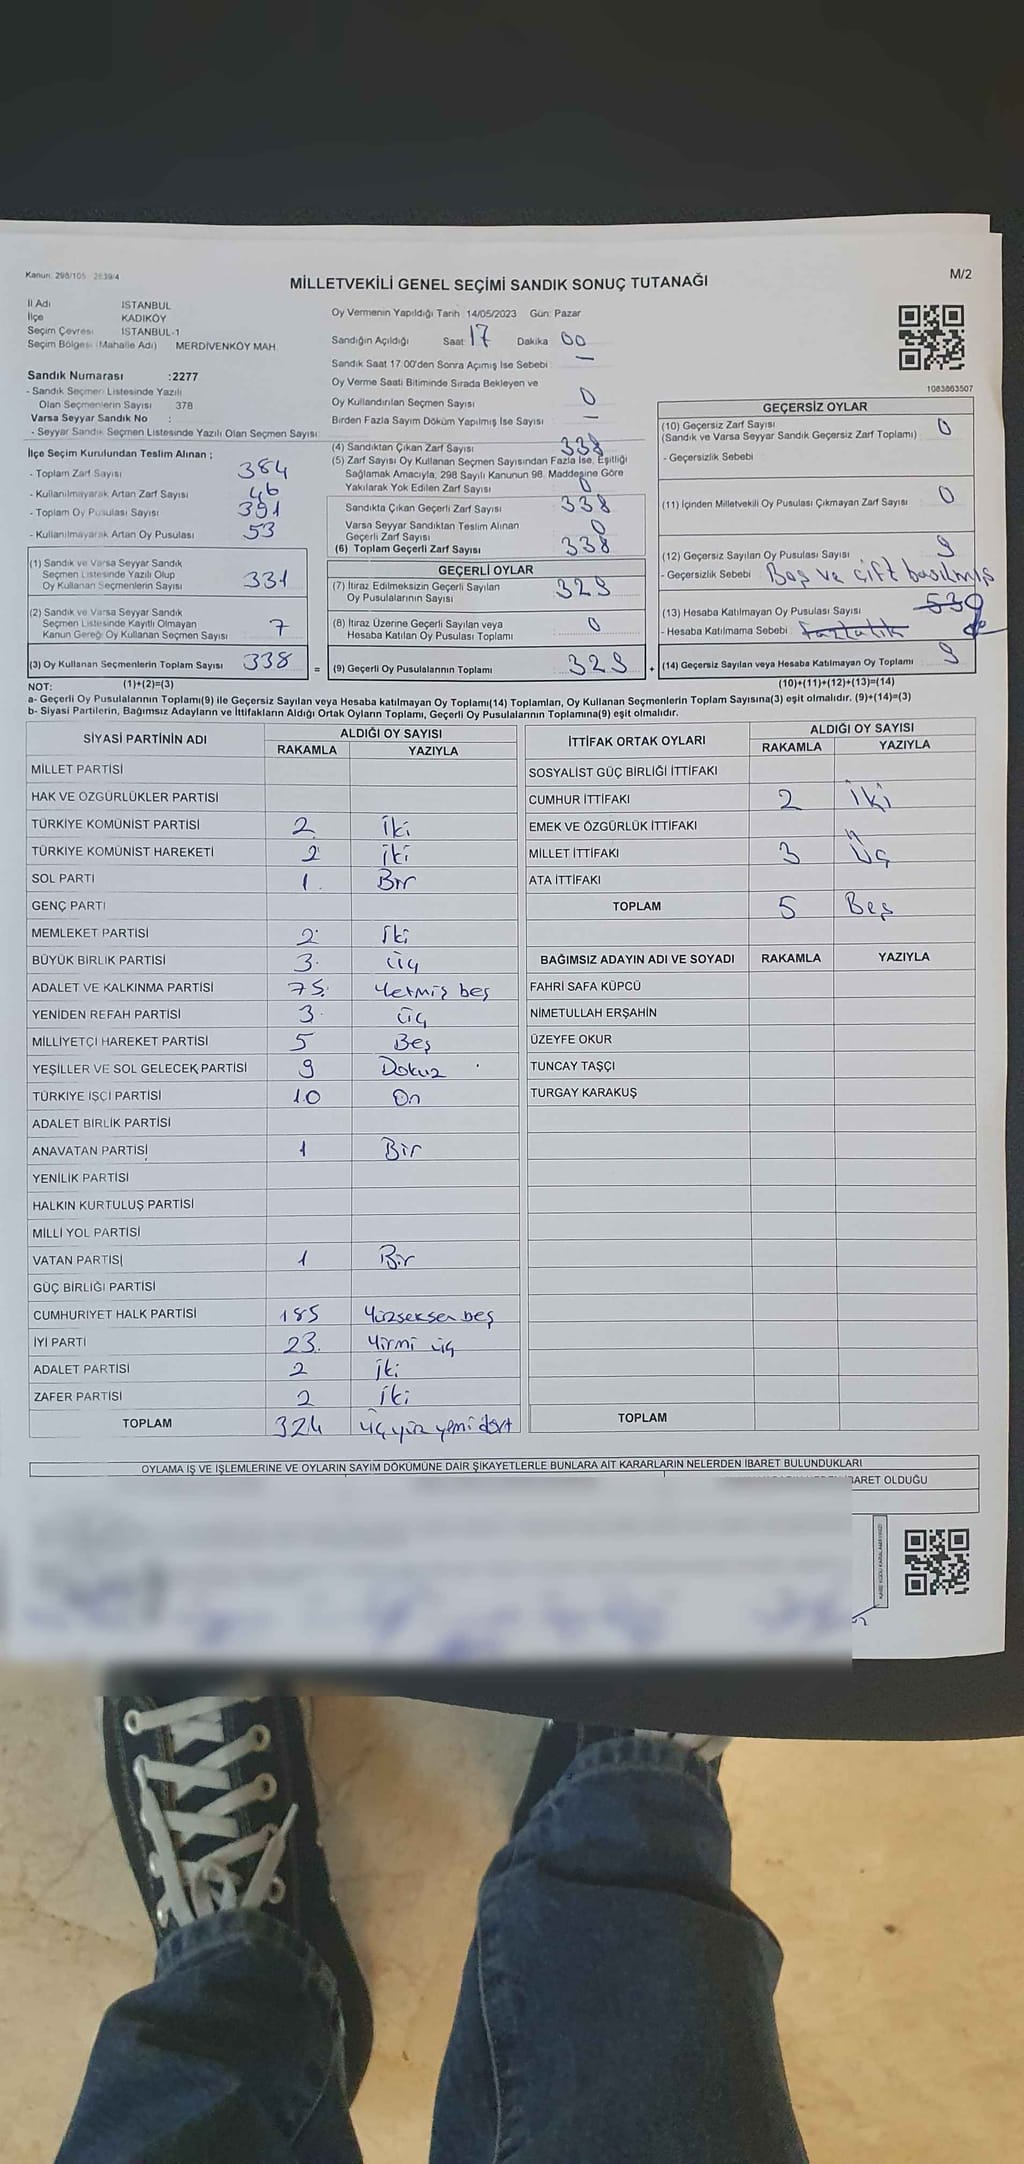 Kanun: 298/105 2839/4
MİLLETVEKİLİ GENEL SEÇİMİ SANDIK SONUÇ TUTANAĞI
M/2
İl Adı İSTANBUL
İlçe KADIKÖY
Seçim Çevresi İSTANBUL-1
Seçim Bölgesi (Mahalle Adı) MERDİVENKÖY MAH.
Sandık Numarası :2277
- Sandık Seçmen Listesinde Yazılı
Olan Seçmenlerin Sayısı 378
Varsa Seyyar Sandık No :
- Seyyar Sandık Seçmen Listesinde Yazılı Olan Seçmen Sayısı
İlçe Seçim Kurulundan Teslim Alınan ;
- Toplam Zarf Sayısı 384
- Kullanılmayarak Artan Zarf Sayısı 46
- Toplam Oy Pusulası Sayısı 391
- Kullanılmayarak Artan Oy Pusulası 53
(1) Sandık ve Varsa Seyyar Sandık
Seçmen Listesinde Yazılı Olup
Oy Kullanan Seçmenlerin Sayısı 331
(2) Sandık ve Varsa Seyyar Sandık
Seçmen Listesinde Kayıtlı Olmayan
Kanun Gereği Oy Kullanan Seçmen Sayısı 7
(3) Oy Kullanan Seçmenlerin Toplam Sayısı 338 =
Oy Vermenin Yapıldığı Tarih :14/05/2023 Gün: Pazar
Sandığın Açıldığı Saat 17 Dakika 00
Sandık Saat 17.00'den Sonra Açımış İse Sebebi : —
Oy Verme Saati Bitiminde Sırada Bekleyen ve
Oy Kullandırılan Seçmen Sayısı 0
Birden Fazla Sayım Döküm Yapılmış İse Sayısı —
(4) Sandıktan Çıkan Zarf Sayısı 338
(5) Zarf Sayısı Oy Kullanan Seçmen Sayısından Fazla İse, Eşitliği
Sağlamak Amacıyla, 298 Sayılı Kanunun 98. Maddesine Göre
Yakılarak Yok Edilen Zarf Sayısı 0
Sandıkta Çıkan Geçerli Zarf Sayısı 338
Varsa Seyyar Sandıktan Teslim Alınan
Geçerli Zarf Sayısı 0
(6) Toplam Geçerli Zarf Sayısı 338
GEÇERLİ OYLAR
(7) İtiraz Edilmeksizin Geçerli Sayılan
Oy Pusulalarının Sayısı 329
(8) İtiraz Üzerine Geçerli Sayılan veya
Hesaba Katılan Oy Pusulası Toplamı 0
(9) Geçerli Oy Pusulalarının Toplamı 329 +
1083863507
GEÇERSİZ OYLAR
(10) Geçersiz Zarf Sayısı 0
(Sandık ve Varsa Seyyar Sandık Geçersiz Zarf Toplamı)
- Geçersizlik Sebebi
(11) İçinden Milletvekili Oy Pusulası Çıkmayan Zarf Sayısı 0
(12) Geçersiz Sayılan Oy Pusulası Sayısı 9
- Geçersizlik Sebebi Boş ve çift basılmış
(13) Hesaba Katılmayan Oy Pusulası Sayısı 53 0
- Hesaba Katılmama Sebebi : Fazlalık
(14) Geçersiz Sayılan veya Hesaba Katılmayan Oy Toplamı 9
NOT: (1)+(2)=(3) (10)+(11)+(12)+(13)=(14)
a- Geçerli Oy Pusulalarının Toplamı(9) ile Geçersiz Sayılan veya Hesaba katılmayan Oy Toplamı(14) Toplamları, Oy Kullanan Seçmenlerin Toplam Sayısına(3) eşit olmalıdır. (9)+(14)=(3)
b- Siyasi Partilerin, Bağımsız Adayların ve İttifakların Aldığı Ortak Oyların Toplamı, Geçerli Oy Pusulalarının Toplamına(9) eşit olmalıdır.
SİYASİ PARTİNİN ADI ALDIĞI OY SAYISI
RAKAMLA YAZIYLA
MİLLET PARTİSİ
HAK VE ÖZGÜRLÜKLER PARTİSİ
TÜRKİYE KOMÜNİST PARTİSİ 2 İki
TÜRKİYE KOMÜNİST HAREKETİ 2 İki
SOL PARTİ 1 Bir
GENÇ PARTİ
MEMLEKET PARTİSİ 2 İki
BÜYÜK BİRLİK PARTİSİ 3 üç
ADALET VE KALKINMA PARTİSİ 75 Yetmiş beş
YENİDEN REFAH PARTİSİ 3 üç
MİLLİYETÇİ HAREKET PARTİSİ 5 Beş
YEŞİLLER VE SOL GELECEK PARTİSİ 9 Dokuz
TÜRKİYE İŞÇİ PARTİSİ 10 On
ADALET BİRLİK PARTİSİ
ANAVATAN PARTİSİ 1 Bir
YENİLİK PARTİSİ
HALKIN KURTULUŞ PARTİSİ
MİLLİ YOL PARTİSİ
VATAN PARTİSİ 1 Bir
GÜÇ BİRLİĞİ PARTİSİ
CUMHURİYET HALK PARTİSİ 185 Yüzseksen beş
İYİ PARTİ 23 Yirmi üç
ADALET PARTİSİ 2 İki
ZAFER PARTİSİ 2 İki
TOPLAM 324 üç yüz yirmi dört
İTTİFAK ORTAK OYLARI ALDIĞI OY SAYISI
RAKAMLA YAZIYLA
SOSYALİST GÜÇ BİRLİĞİ İTTİFAKI
CUMHUR İTTİFAKI 2 İki
EMEK VE ÖZGÜRLÜK İTTİFAKI
MİLLET İTTİFAKI 3 Üç
ATA İTTİFAKI
TOPLAM 5 Beş
BAĞIMSIZ ADAYIN ADI VE SOYADI RAKAMLA YAZIYLA
FAHRİ SAFA KÜPCÜ
NİMETULLAH ERŞAHİN
ÜZEYFE OKUR
TUNCAY TAŞÇI
TURGAY KARAKUŞ
TOPLAM
OYLAMA İŞ VE İŞLEMLERİNE VE OYLARIN SAYIM DÖKÜMÜNE DAİR ŞİKAYETLERLE BUNLARA AİT KARARLARIN NELERDEN İBARET BULUNDUKLARI
BARET OLDUĞU